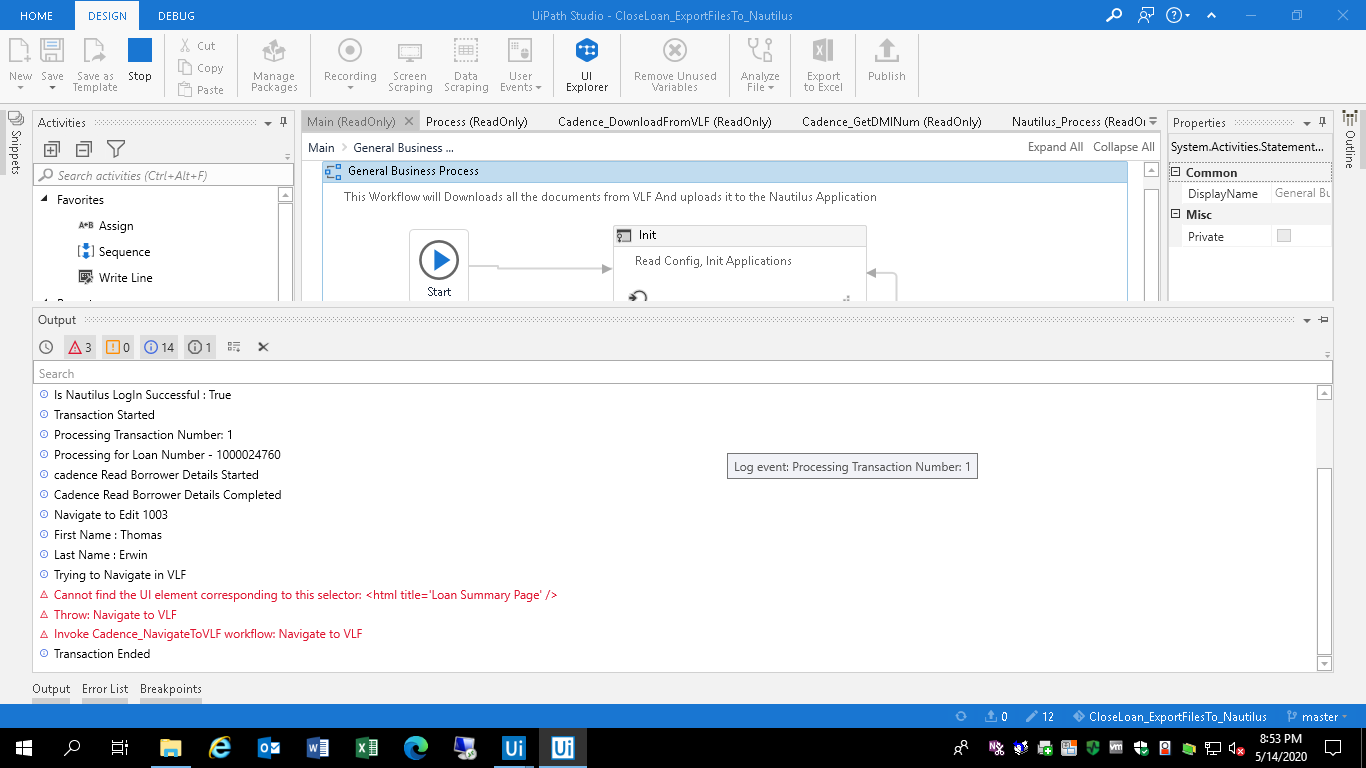 HOME DESIGN DEBUG UiPath Studio - CloseLoan_ExportFilesTo_Nautilus
New Save Save as Template Stop Cut Copy Paste Manage Packages Recording Screen Scraping Data Scraping User Events UI Explorer Remove Unused Variables Analyze File Export to Excel Publish
Snippets
Activities
Search activities (Ctrl+Alt+F)
Favorites
A+B Assign
Sequence
Write Line
Main (ReadOnly) Process (ReadOnly) Cadence_DownloadFromVLF (ReadOnly) Cadence_GetDMINum (ReadOnly) Nautilus_Process (ReadOn
Main General Business ... Expand All Collapse All
General Business Process
This Workflow will Downloads all the documents from VLF And uploads it to the Nautilus Application
Start
Init
Read Config, Init Applications
Properties
System.Activities.Statement...
Common
DisplayName General Bu
Misc
Private
Outline
Output
3 0 14 1
Search
Is Nautilus LogIn Successful : True
Transaction Started
Processing Transaction Number: 1
Processing for Loan Number - 1000024760
cadence Read Borrower Details Started
Cadence Read Borrower Details Completed
Navigate to Edit 1003
First Name : Thomas
Last Name : Erwin
Trying to Navigate in VLF
Cannot find the UI element corresponding to this selector: <html title='Loan Summary Page' />
Throw: Navigate to VLF
Invoke Cadence_NavigateToVLF workflow: Navigate to VLF
Transaction Ended
Log event: Processing Transaction Number: 1
Output Error List Breakpoints
0 12 CloseLoan_ExportFilesTo_Nautilus master
Ui Ui
8:53 PM
5/14/2020